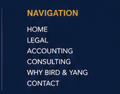 NAVIGATION
HOME
LEGAL
ACCOUNTING
CONSULTING
WHY BIRD & YANG
CONTACT